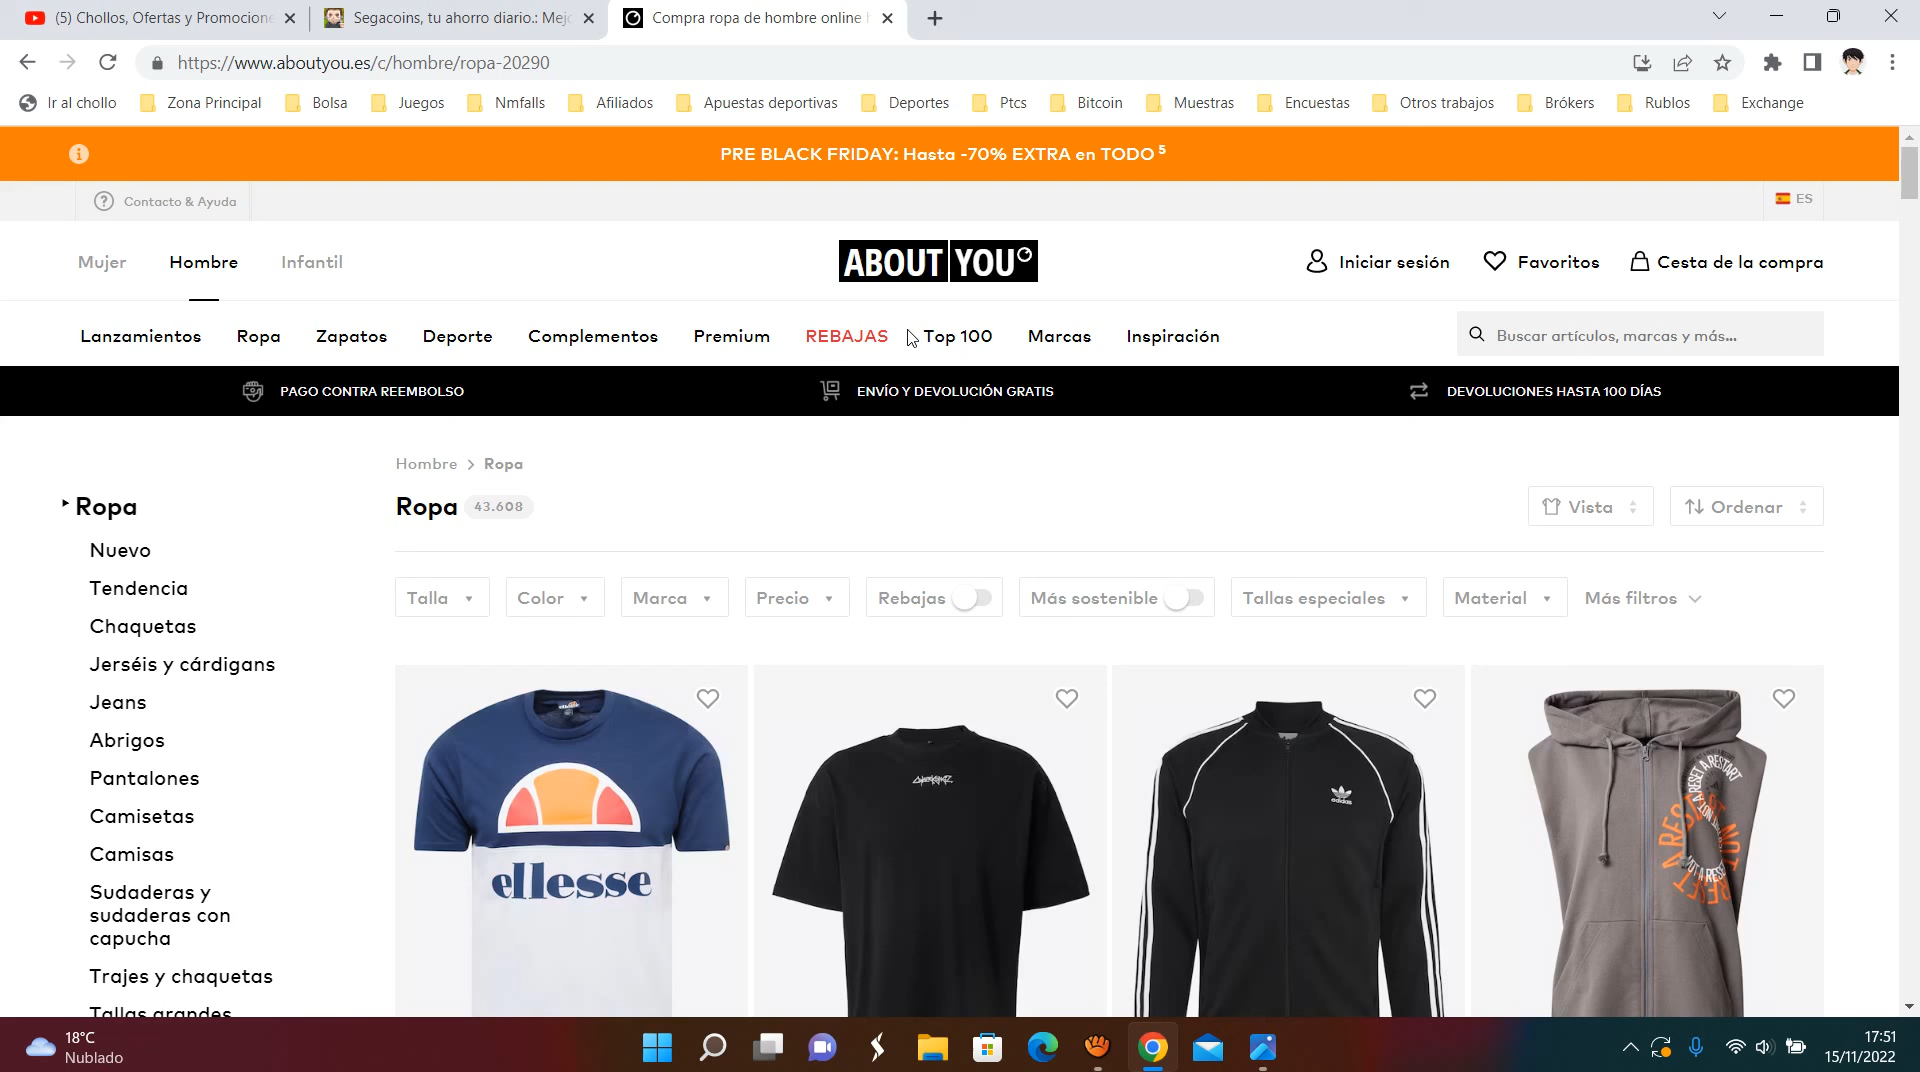 (5) Chollos, Ofertas y Promocione
Segacoins, tu ahorro diario.: Mejo
Compra ropa de hombre online
https://www.aboutyou.es/c/hombre/ropa-20290
Ir al chollo
Zona Principal
Bolsa
Juegos
Nmfalls
Afiliados
Apuestas deportivas
Deportes
Ptcs
Bitcoin
Muestras
Encuestas
Otros trabajos
Brókers
Rublos
Exchange
PRE BLACK FRIDAY: Hasta -70% EXTRA en TODO 5
Contacto & Ayuda
ES
Mujer
Hombre
Infantil
ABOUT YOU
Iniciar sesión
Favoritos
Cesta de la compra
Lanzamientos
Ropa
Zapatos
Deporte
Complementos
Premium
REBAJAS
Top 100
Marcas
Inspiración
Buscar artículos, marcas y más...
PAGO CONTRA REEMBOLSO
ENVÍO Y DEVOLUCIÓN GRATIS
DEVOLUCIONES HASTA 100 DÍAS
Hombre > Ropa
Ropa
Ropa 43.608
Vista
Ordenar
Nuevo
Tendencia
Chaquetas
Jerséis y cárdigans
Jeans
Abrigos
Pantalones
Camisetas
Camisas
Sudaderas y
sudaderas con
capucha
Trajes y chaquetas
Tallas grandes
Talla
Color
Marca
Precio
Rebajas
Más sostenible
Tallas especiales
Material
Más filtros
ellesse
adidas
18°C
Nublado
17:51
15/11/2022